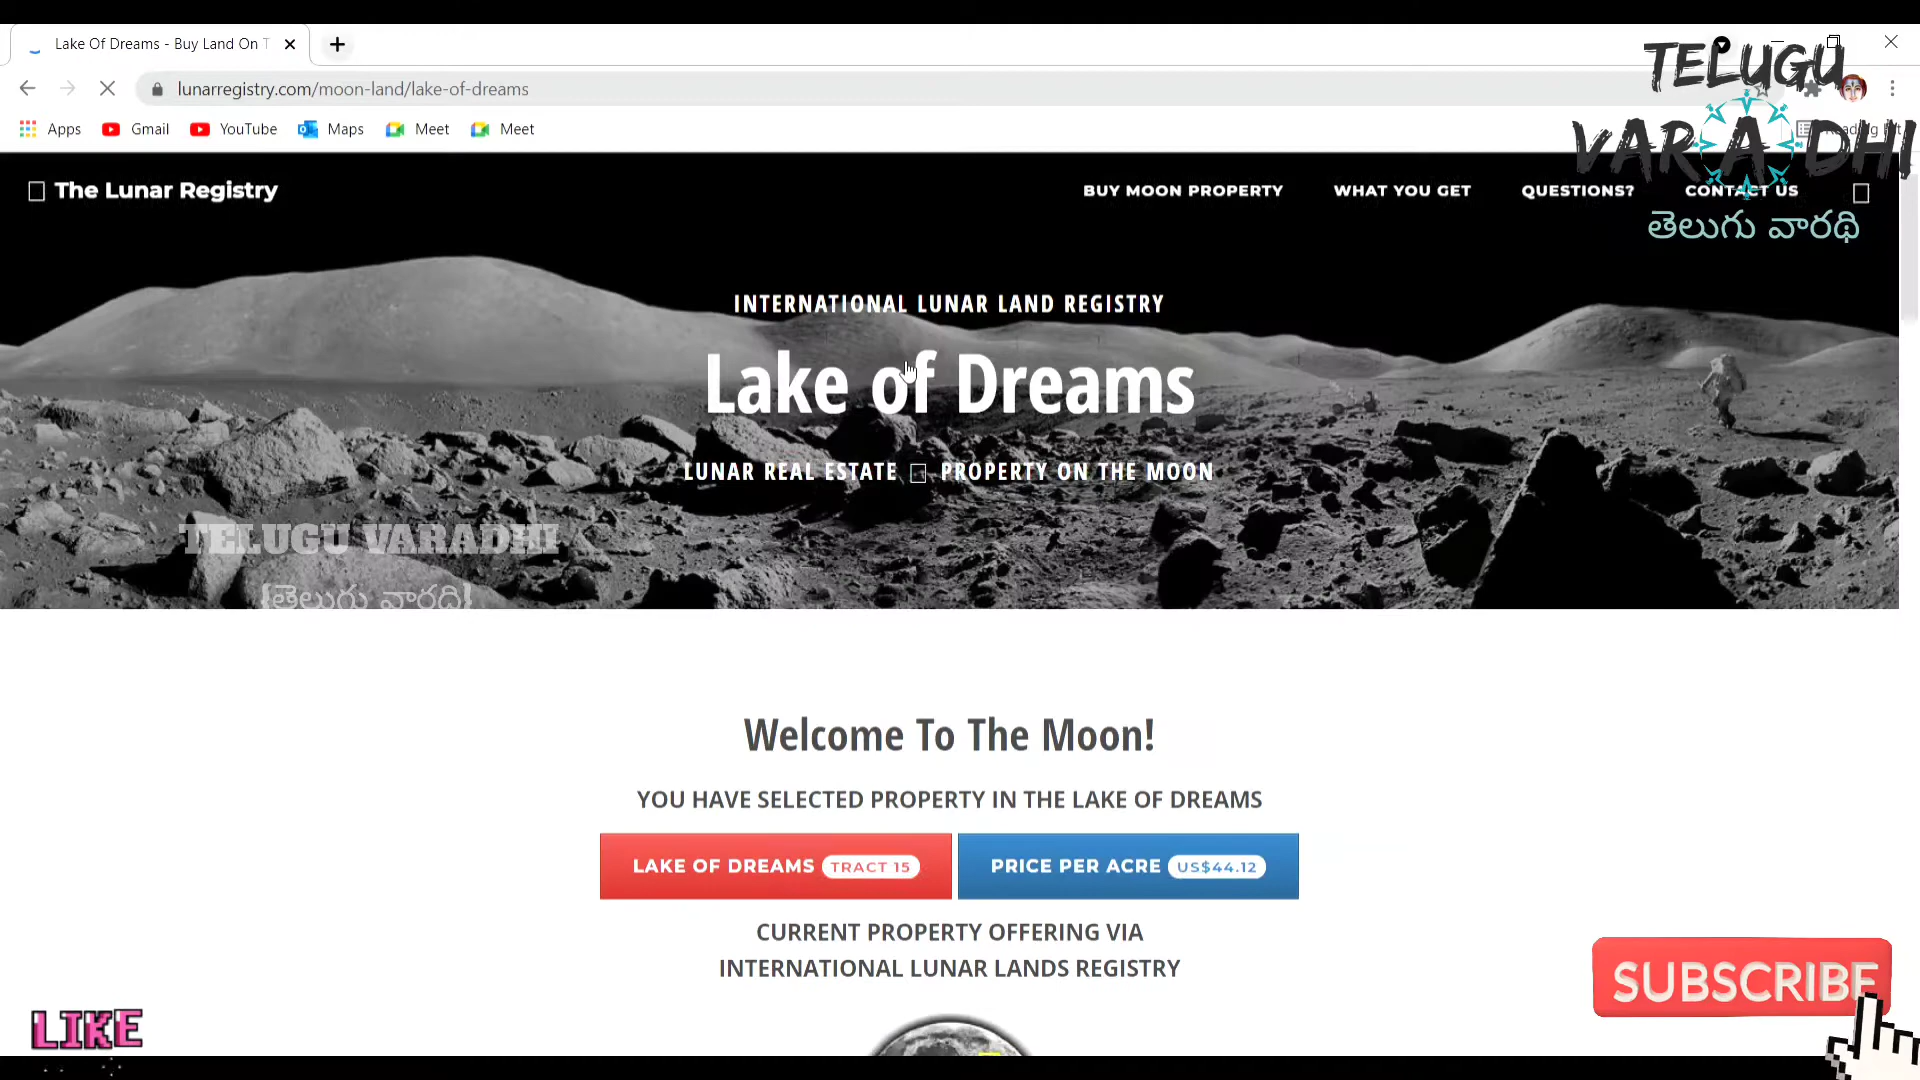 Lake Of Dreams - Buy Land On T
lunarregistry.com/moon-land/lake-of-dreams
Apps Gmail YouTube Maps Meet Meet
TELUGU
VARADHI
తెలుగు వారథి
The Lunar Registry
BUY MOON PROPERTY WHAT YOU GET QUESTIONS? CONTACT US
INTERNATIONAL LUNAR LAND REGISTRY
Lake of Dreams
LUNAR REAL ESTATE PROPERTY ON THE MOON
TELUGU VARADHI
{తెలుగు వారది}
Welcome To The Moon!
YOU HAVE SELECTED PROPERTY IN THE LAKE OF DREAMS
LAKE OF DREAMS TRACT 15 PRICE PER ACRE US$44.12
CURRENT PROPERTY OFFERING VIA
INTERNATIONAL LUNAR LANDS REGISTRY
SUBSCRIBE
LIKE